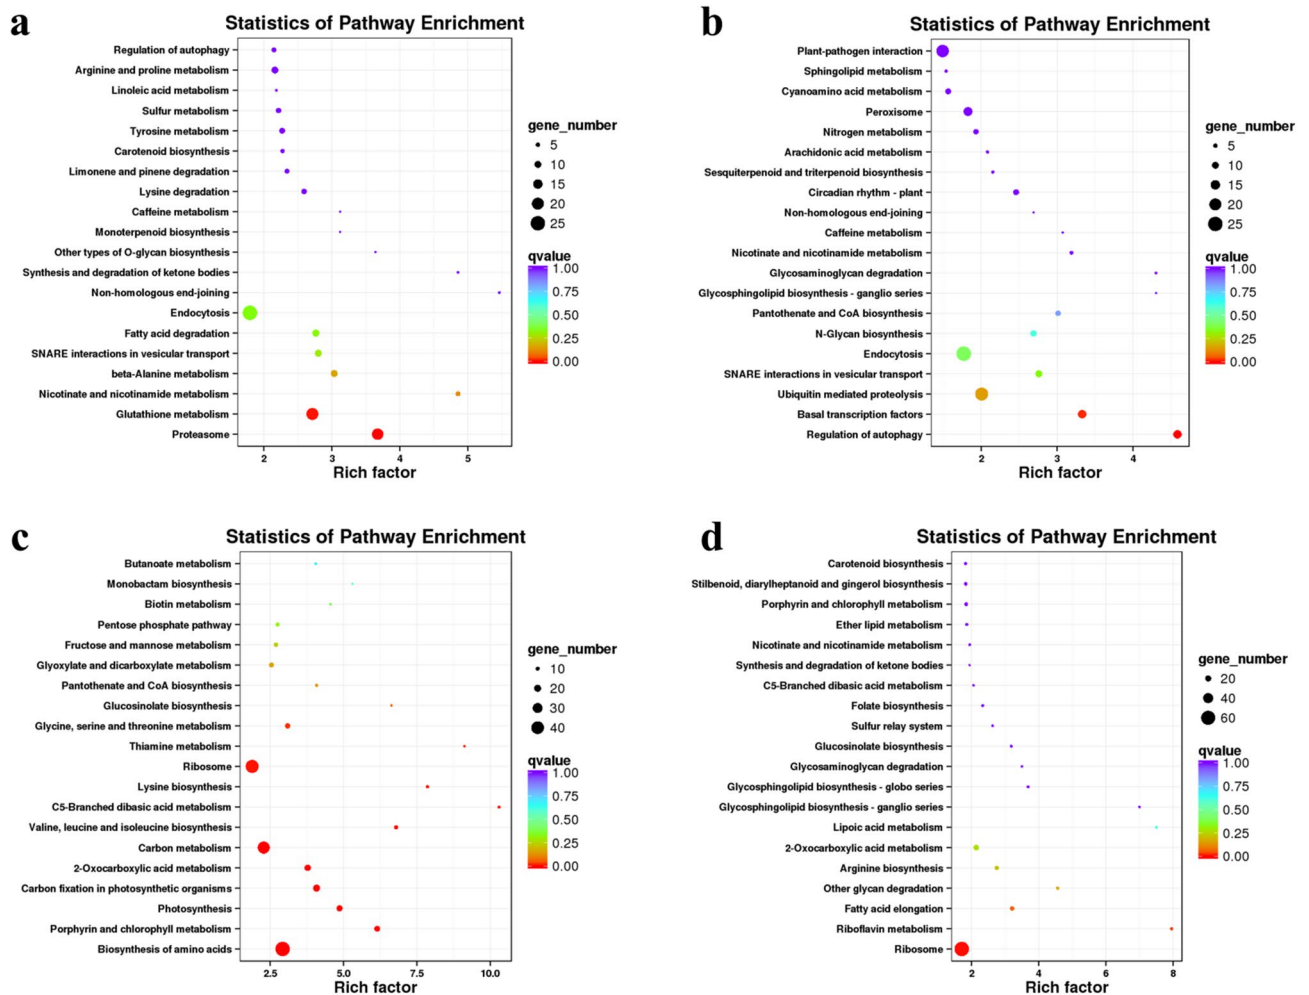 a
Statistics of Pathway Enrichment
Regulation of autophagy
Arginine and proline metabolism
Linoleic acid metabolism
Sulfur metabolism
Tyrosine metabolism
Carotenoid biosynthesis
Limonene and pinene degradation
Lysine degradation
Caffeine metabolism
Monoterpenoid biosynthesis
Other types of O-glycan biosynthesis
Synthesis and degradation of ketone bodies
Non-homologous end-joining
Endocytosis
Fatty acid degradation
SNARE interactions in vesicular transport
beta-Alanine metabolism
Nicotinate and nicotinamide metabolism
Glutathione metabolism
Proteasome
2 3 4 5
Rich factor
gene_number
5
10
15
20
25
qvalue
1.00
0.75
0.50
0.25
0.00
b
Statistics of Pathway Enrichment
Plant-pathogen interaction
Sphingolipid metabolism
Cyanoamino acid metabolism
Peroxisome
Nitrogen metabolism
Arachidonic acid metabolism
Sesquiterpenoid and triterpenoid biosynthesis
Circadian rhythm - plant
Non-homologous end-joining
Caffeine metabolism
Nicotinate and nicotinamide metabolism
Glycosaminoglycan degradation
Glycosphingolipid biosynthesis - ganglio series
Pantothenate and CoA biosynthesis
N-Glycan biosynthesis
Endocytosis
SNARE interactions in vesicular transport
Ubiquitin mediated proteolysis
Basal transcription factors
Regulation of autophagy
2 3 4
Rich factor
gene_number
5
10
15
20
25
qvalue
1.00
0.75
0.50
0.25
0.00
c
Statistics of Pathway Enrichment
Butanoate metabolism
Monobactam biosynthesis
Biotin metabolism
Pentose phosphate pathway
Fructose and mannose metabolism
Glyoxylate and dicarboxylate metabolism
Pantothenate and CoA biosynthesis
Glucosinolate biosynthesis
Glycine, serine and threonine metabolism
Thiamine metabolism
Ribosome
Lysine biosynthesis
C5-Branched dibasic acid metabolism
Valine, leucine and isoleucine biosynthesis
Carbon metabolism
2-Oxocarboxylic acid metabolism
Carbon fixation in photosynthetic organisms
Photosynthesis
Porphyrin and chlorophyll metabolism
Biosynthesis of amino acids
2.5 5.0 7.5 10.0
Rich factor
gene_number
10
20
30
40
qvalue
1.00
0.75
0.50
0.25
0.00
d
Statistics of Pathway Enrichment
Carotenoid biosynthesis
Stilbenoid, diarylheptanoid and gingerol biosynthesis
Porphyrin and chlorophyll metabolism
Ether lipid metabolism
Nicotinate and nicotinamide metabolism
Synthesis and degradation of ketone bodies
C5-Branched dibasic acid metabolism
Folate biosynthesis
Sulfur relay system
Glucosinolate biosynthesis
Glycosaminoglycan degradation
Glycosphingolipid biosynthesis - globo series
Glycosphingolipid biosynthesis - ganglio series
Lipoic acid metabolism
2-Oxocarboxylic acid metabolism
Arginine biosynthesis
Other glycan degradation
Fatty acid elongation
Riboflavin metabolism
Ribosome
2 4 6 8
Rich factor
gene_number
20
40
60
qvalue
1.00
0.75
0.50
0.25
0.00